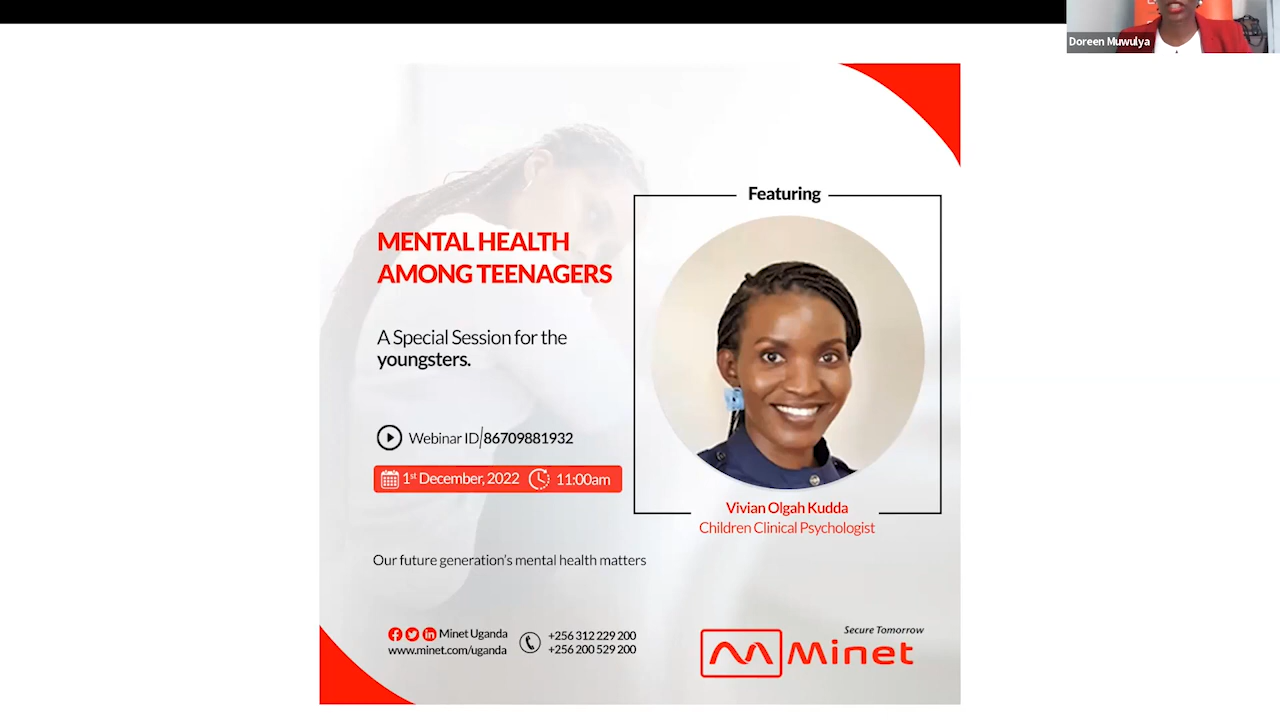 Doreen Muwulya
Featuring
MENTAL HEALTH
AMONG TEENAGERS
A Special Session for the
youngsters.
Webinar ID|86709881932
1st December, 2022 11:00am
Vivian Olgah Kudda
Children Clinical Psychologist
Our future generation's mental health matters
Minet Uganda
www.minet.com/uganda
+256 312 229 200
+256 200 529 200
Secure Tomorrow
Minet